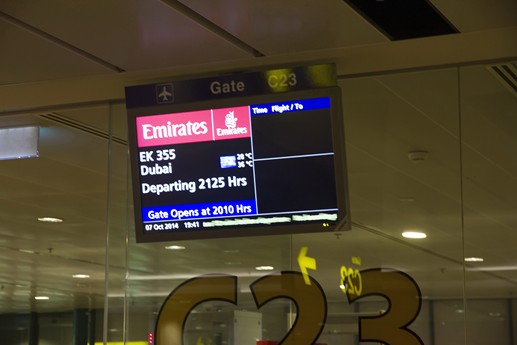 Gate C23
Emirates
Emirates
Time Flight / To
EK 355
Dubai
Departing 2125 Hrs
Gate Opens at 2010 Hrs
07 Oct 2014 19:41
C23
C23